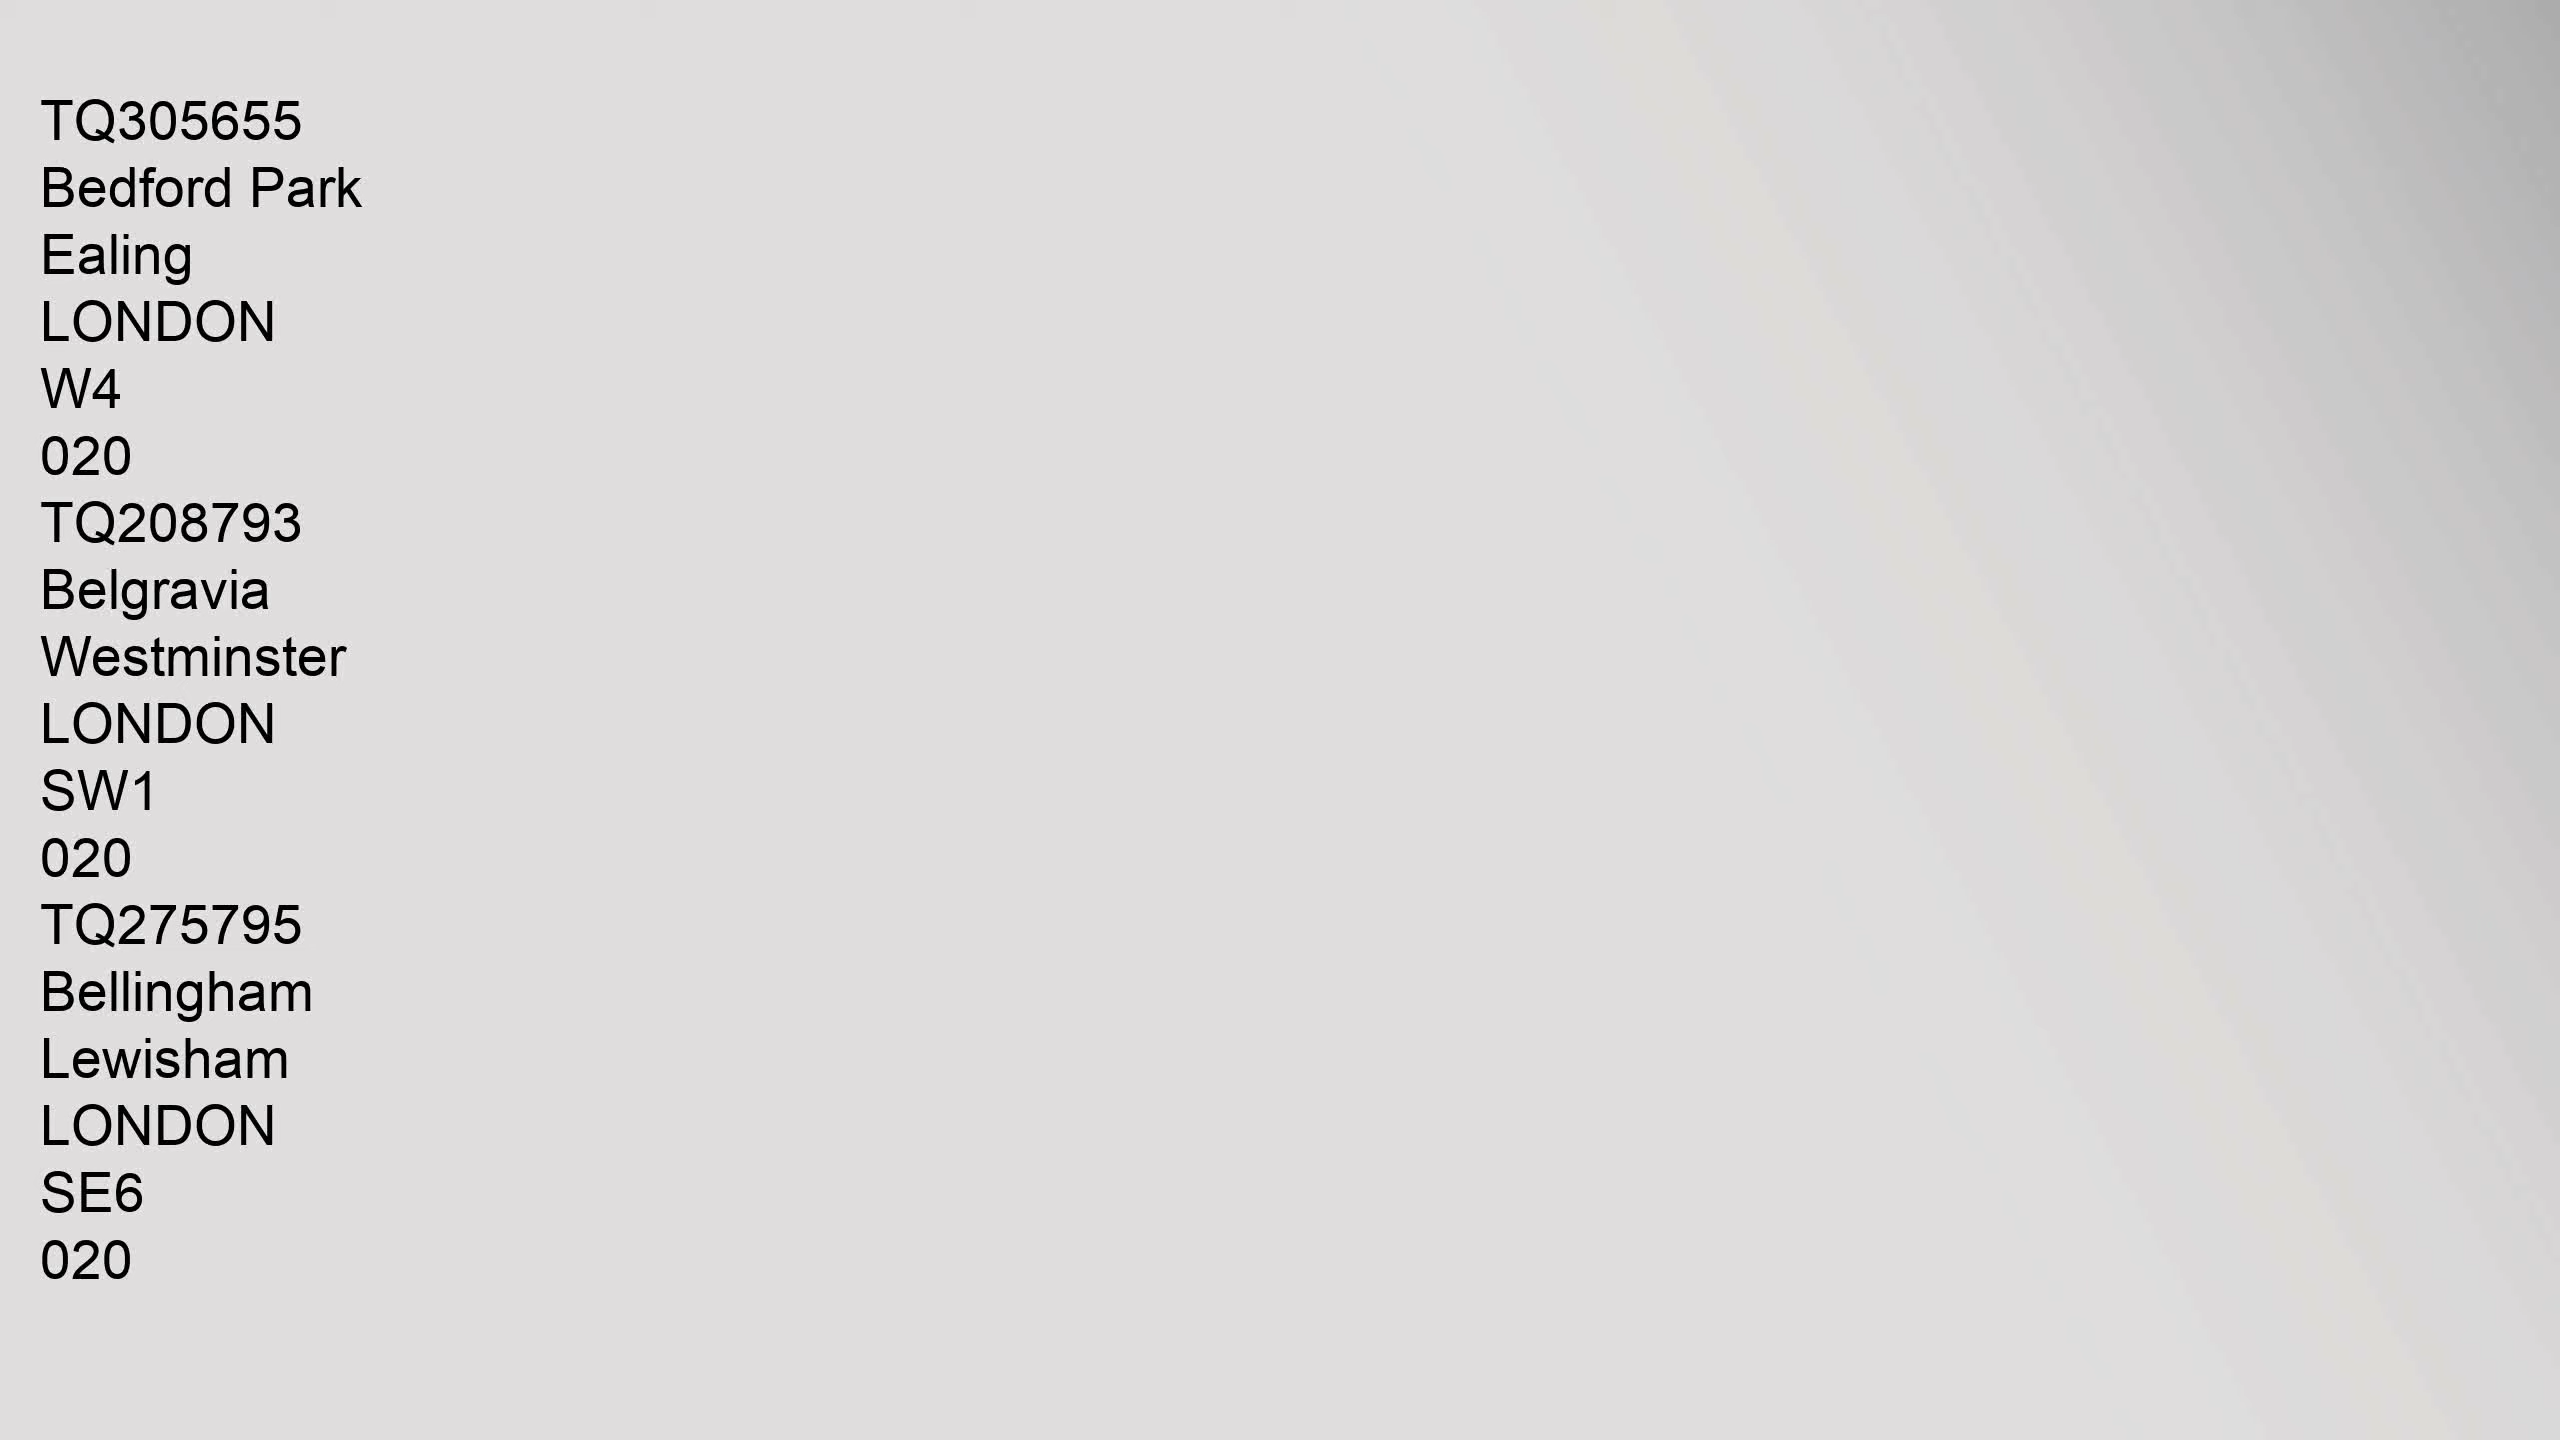 TQ305655
Bedford Park
Ealing
LONDON
W4
020
TQ208793
Belgravia
Westminster
LONDON
SW1
020
TQ275795
Bellingham
Lewisham
LONDON
SE6
020